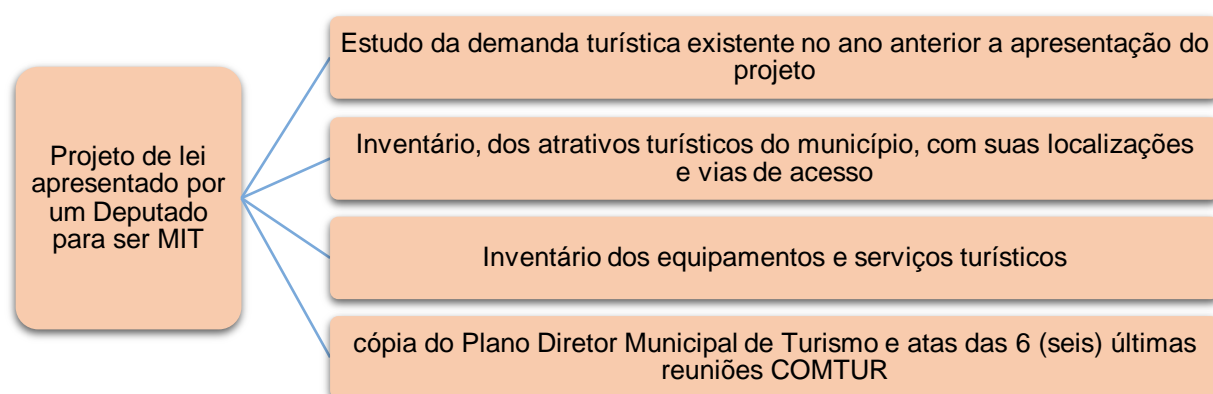 Projeto de lei
apresentado por
um Deputado
para ser MIT
Estudo da demanda turística existente no ano anterior a apresentação do
projeto
Inventário, dos atrativos turísticos do município, com suas localizações
e vias de acesso
Inventário dos equipamentos e serviços turísticos
cópia do Plano Diretor Municipal de Turismo e atas das 6 (seis) últimas
reuniões COMTUR